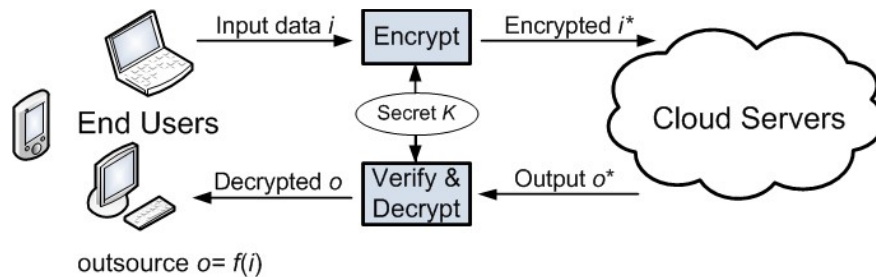 Input data i
Encrypt
Encrypted i*
End Users
Secret K
Cloud Servers
Decrypted o
Verify &
Decrypt
Output o*
outsource o= f(i)